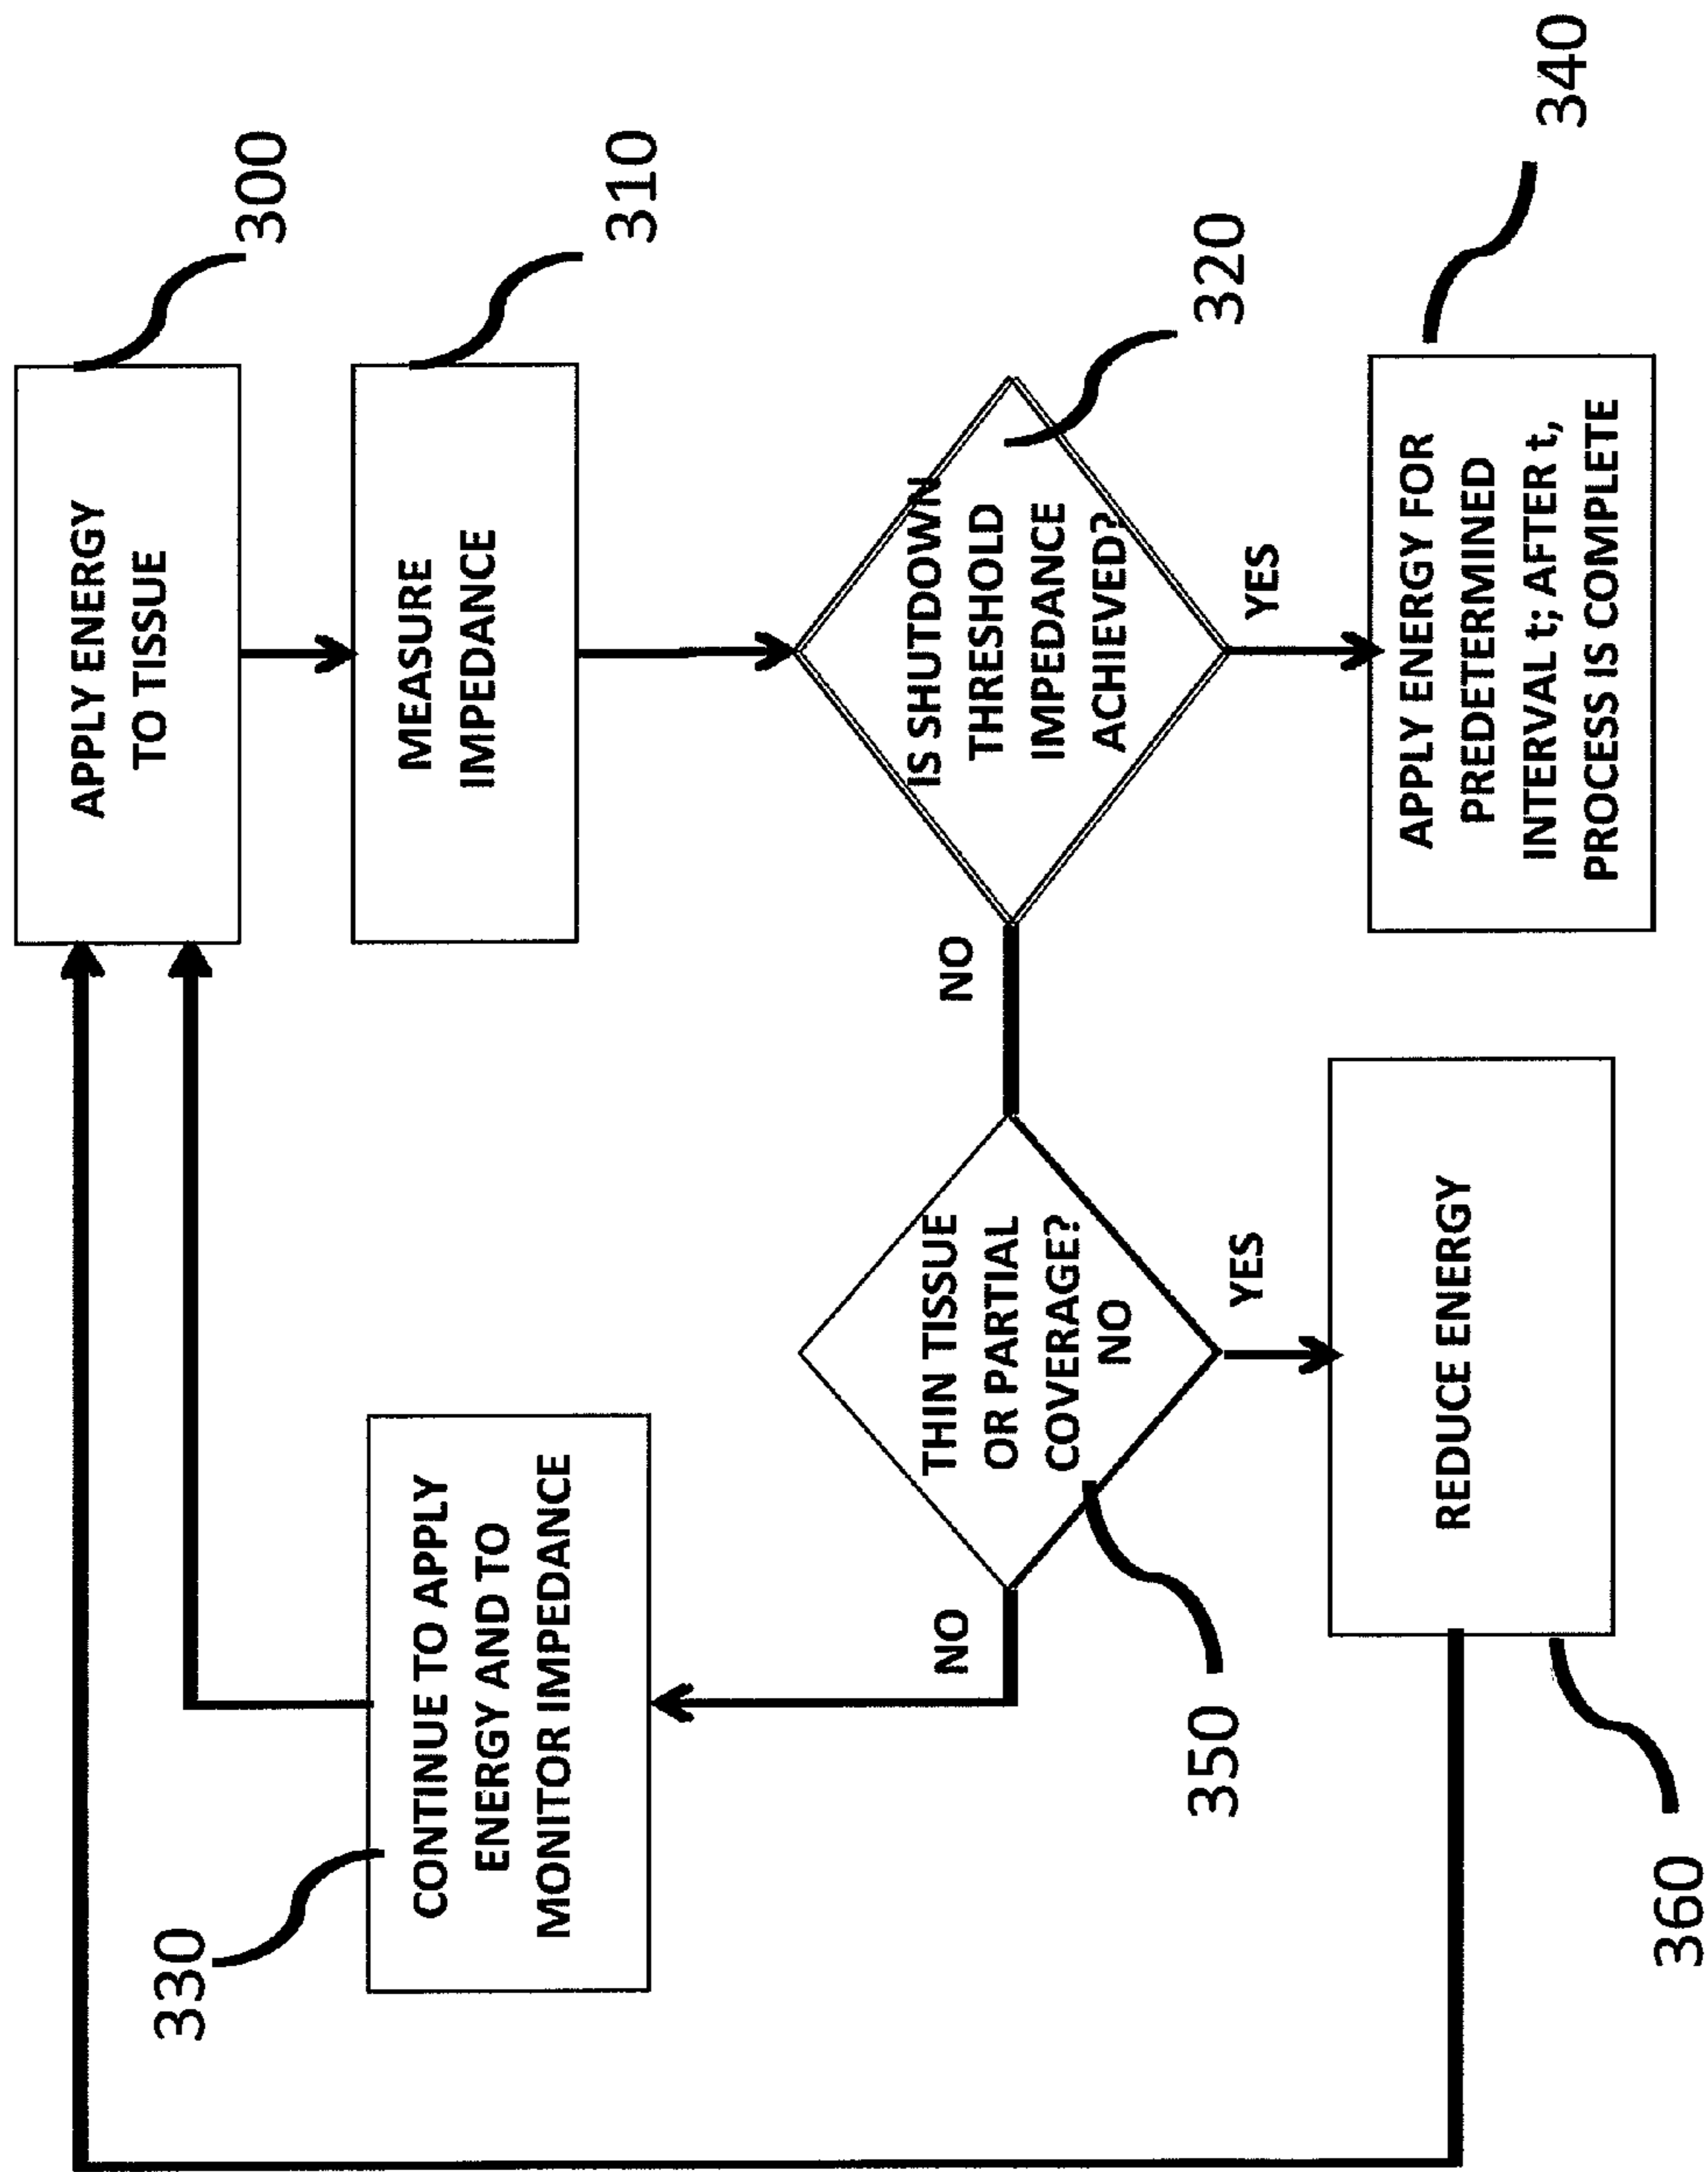 APPLY ENERGY
TO TISSUE
300
MEASURE
IMPEDANCE
310
IS SHUTDOWN
THRESHOLD
IMPEDANCE
ACHIEVED?
320
YES
APPLY ENERGY FOR
PREDETERMINED
INTERVAL t; AFTER t,
PROCESS IS COMPLETE
340
NO
THIN TISSUE
OR PARTIAL
COVERAGE?
NO
350
YES
REDUCE ENERGY
360
NO
CONTINUE TO APPLY
ENERGY AND TO
MONITOR IMPEDANCE
330